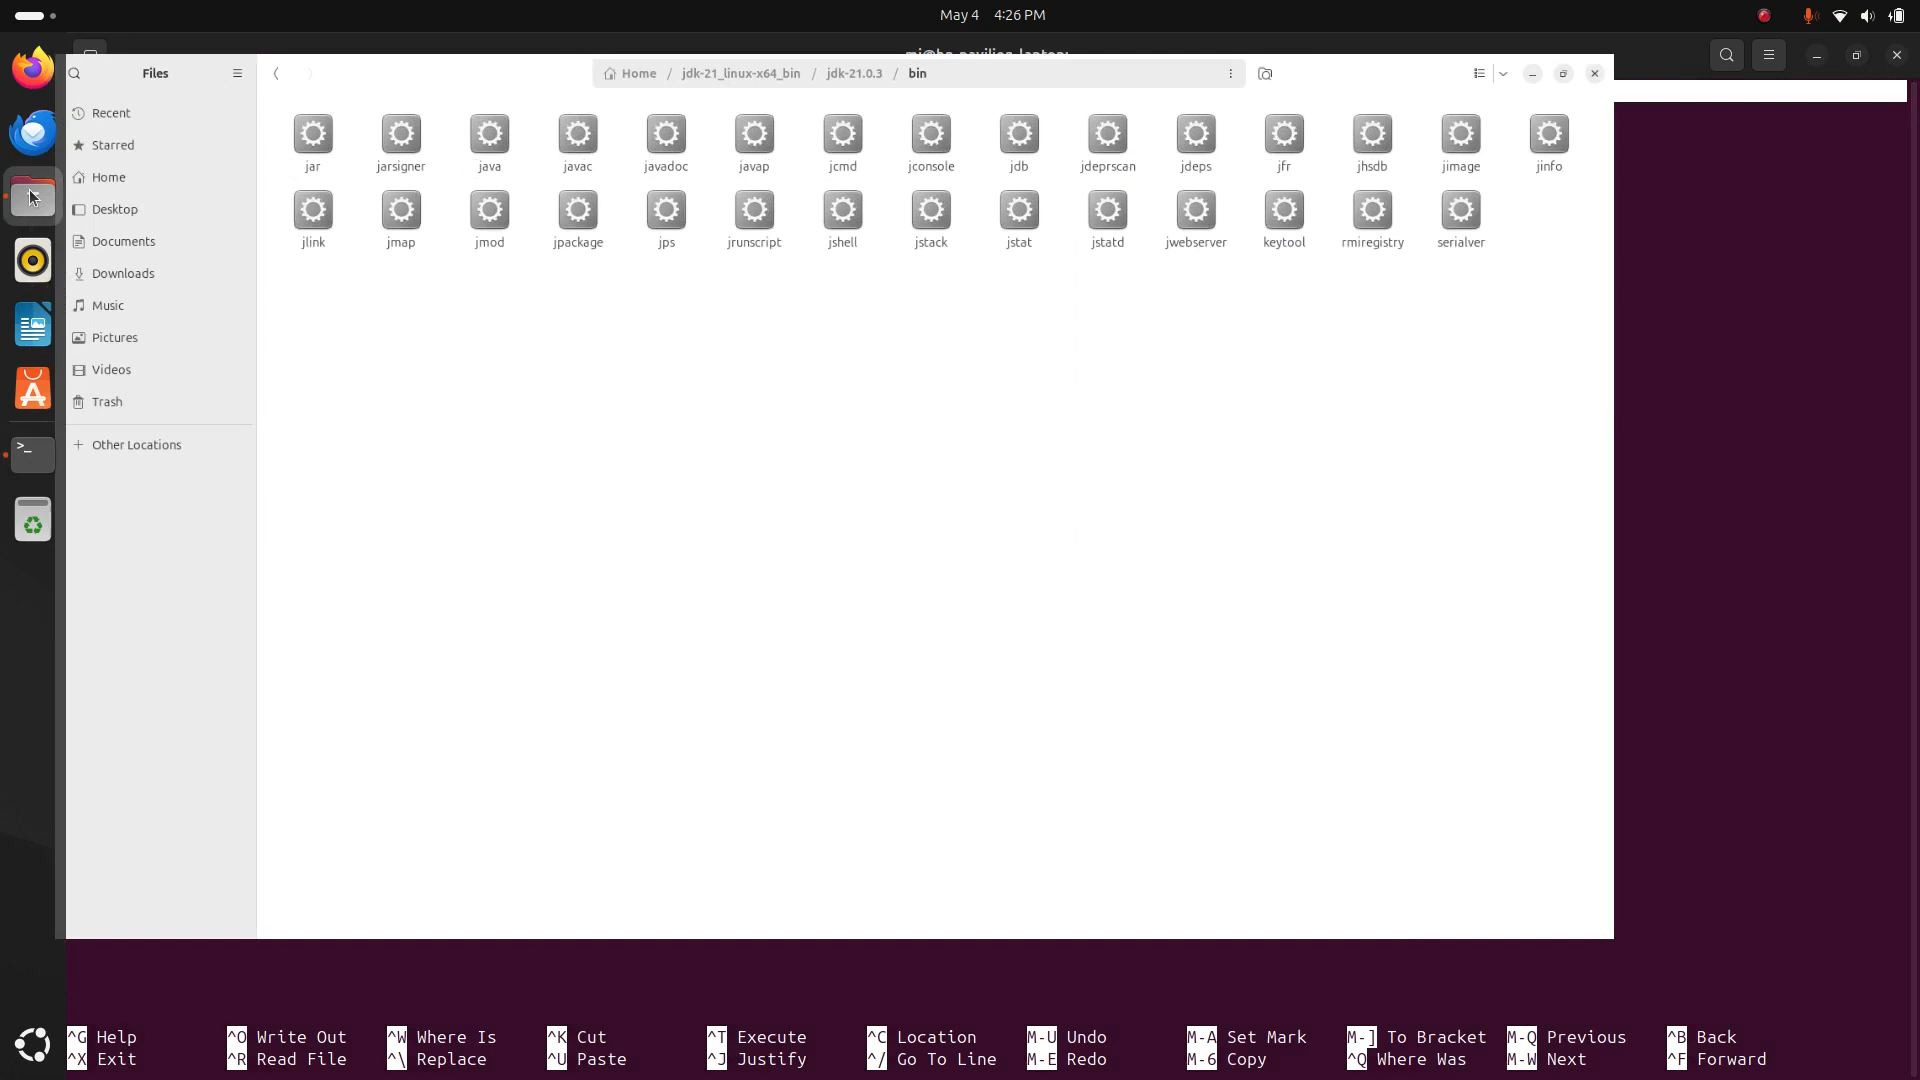 May 4 4:26 PM
Files
Home / jdk-21_linux-x64_bin / jdk-21.0.3 / bin
Recent
Starred
Home
Desktop
Documents
Downloads
Music
Pictures
Videos
Trash
Other Locations
jar jarsigner java javac javadoc javap jcmd jconsole jdb jdeprscan jdeps jfr jhsdb jimage jinfo
jlink jmap jmod jpackage jps jrunscript jshell jstack jstat jstatd jwebserver keytool rmiregistry serialver
^G Help ^O Write Out ^W Where Is ^K Cut ^T Execute ^C Location M-U Undo M-A Set Mark M-] To Bracket M-Q Previous ^B Back
^X Exit ^R Read File ^\ Replace ^U Paste ^J Justify ^/ Go To Line M-E Redo M-6 Copy ^Q Where Was M-W Next ^F Forward